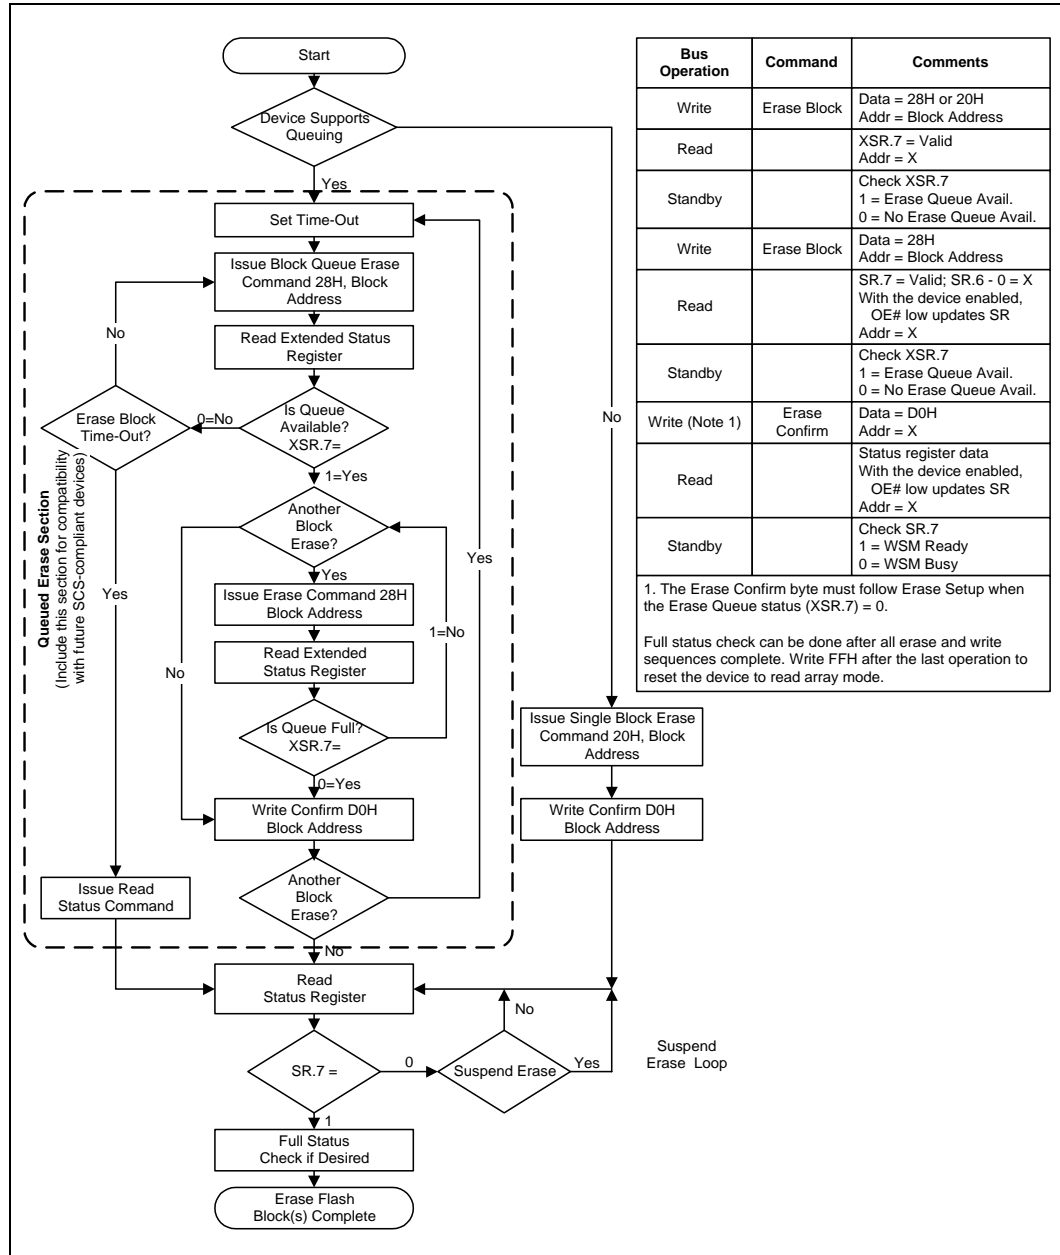 Start
Device Supports
Queuing
Yes
No
Set Time-Out
Issue Block Queue Erase
Command 28H, Block
Address
No
Read Extended Status
Register
Erase Block
Time-Out?
0=No
Is Queue
Available?
XSR.7=
1=Yes
Another
Block
Erase?
Yes
Yes
Yes
Issue Erase Command 28H
Block Address
1=No
Read Extended
Status Register
No
Is Queue Full?
XSR.7=
0=Yes
Write Confirm D0H
Block Address
Another
Block
Erase?
Issue Read
Status Command
No
Queued Erase Section
(Include this section for compatibility
with future SCS-compliant devices)
Issue Single Block Erase
Command 20H, Block
Address
Write Confirm D0H
Block Address
Read
Status Register
No
SR.7 =
0
Suspend Erase
Yes
Suspend
Erase Loop
1
Full Status
Check if Desired
Erase Flash
Block(s) Complete
Bus
Operation
Command
Comments
Write
Erase Block
Data = 28H or 20H
Addr = Block Address
Read
XSR.7 = Valid
Addr = X
Standby
Check XSR.7
1 = Erase Queue Avail.
0 = No Erase Queue Avail.
Write
Erase Block
Data = 28H
Addr = Block Address
Read
SR.7 = Valid; SR.6 - 0 = X
With the device enabled,
OE# low updates SR
Addr = X
Standby
Check XSR.7
1 = Erase Queue Avail.
0 = No Erase Queue Avail.
Write (Note 1)
Erase
Confirm
Data = D0H
Addr = X
Read
Status register data
With the device enabled,
OE# low updates SR
Addr = X
Standby
Check SR.7
1 = WSM Ready
0 = WSM Busy
1. The Erase Confirm byte must follow Erase Setup when
the Erase Queue status (XSR.7) = 0.
Full status check can be done after all erase and write
sequences complete. Write FFH after the last operation to
reset the device to read array mode.